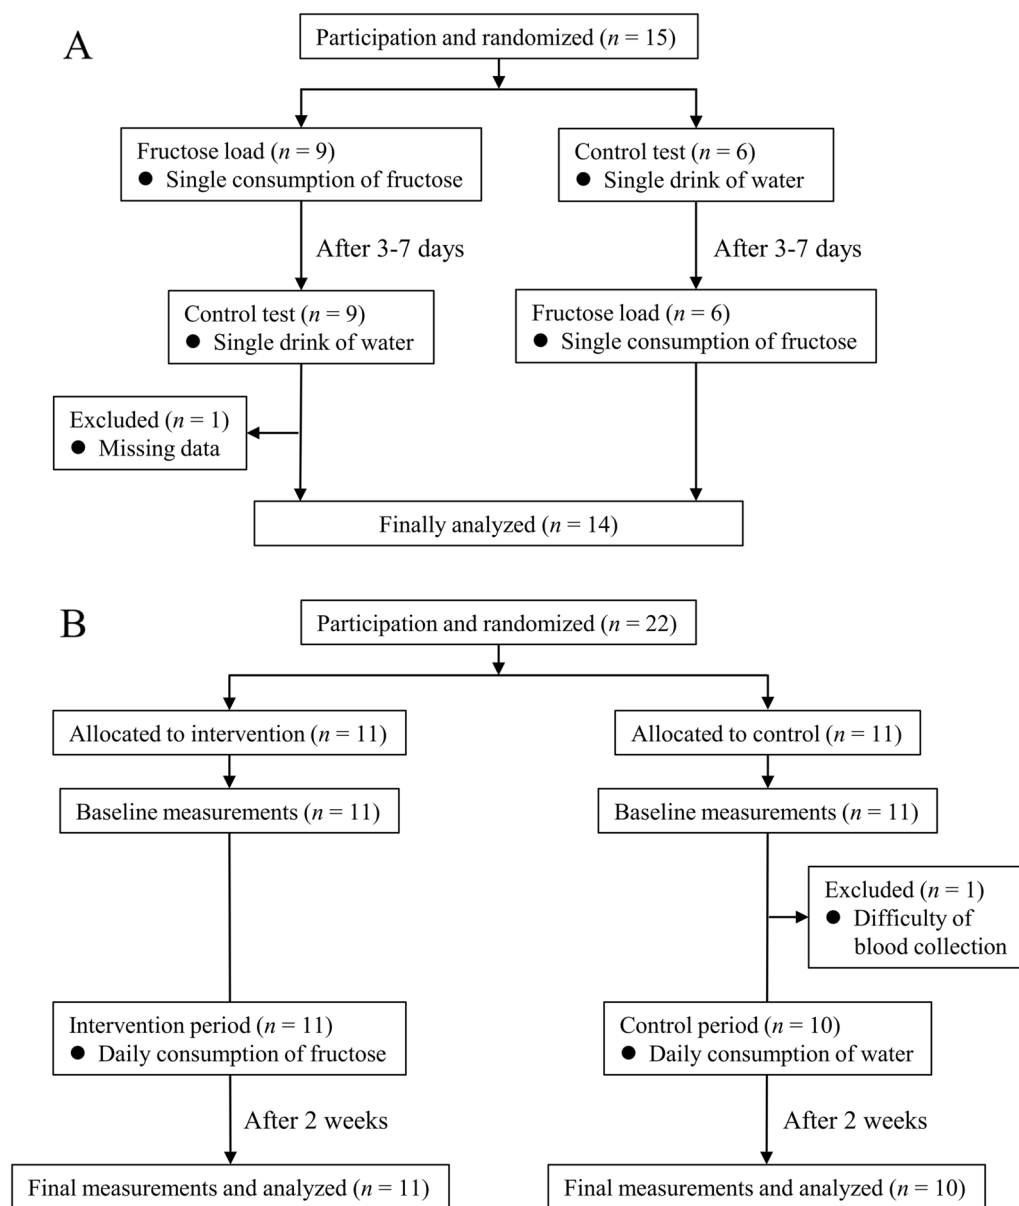 A
Participation and randomized (n = 15)
Fructose load (n = 9)
● Single consumption of fructose
Control test (n = 6)
● Single drink of water
After 3-7 days
After 3-7 days
Control test (n = 9)
● Single drink of water
Fructose load (n = 6)
● Single consumption of fructose
Excluded (n = 1)
● Missing data
Finally analyzed (n = 14)
B
Participation and randomized (n = 22)
Allocated to intervention (n = 11)
Allocated to control (n = 11)
Baseline measurements (n = 11)
Baseline measurements (n = 11)
Excluded (n = 1)
● Difficulty of
blood collection
Intervention period (n = 11)
● Daily consumption of fructose
Control period (n = 10)
● Daily consumption of water
After 2 weeks
After 2 weeks
Final measurements and analyzed (n = 11)
Final measurements and analyzed (n = 10)